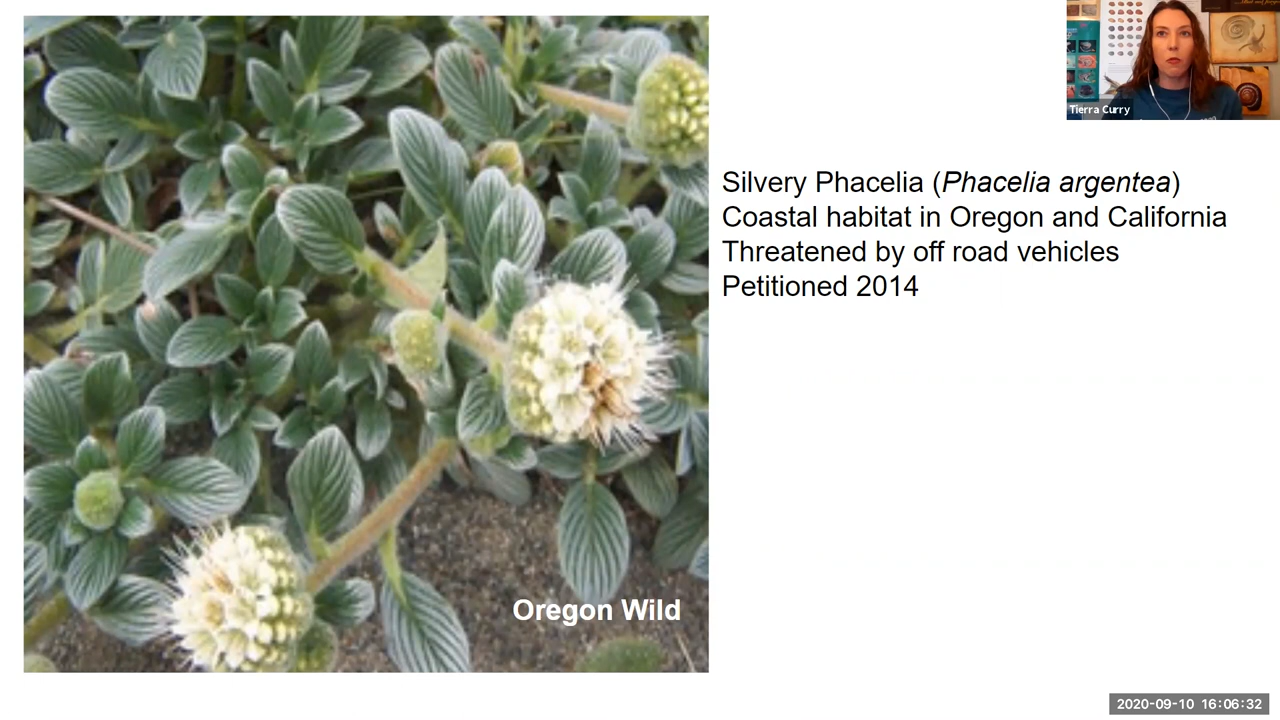 Tierra Curry
Silvery Phacelia (Phacelia argentea)
Coastal habitat in Oregon and California
Threatened by off road vehicles
Petitioned 2014
Oregon Wild
2020-09-10 16:06:32